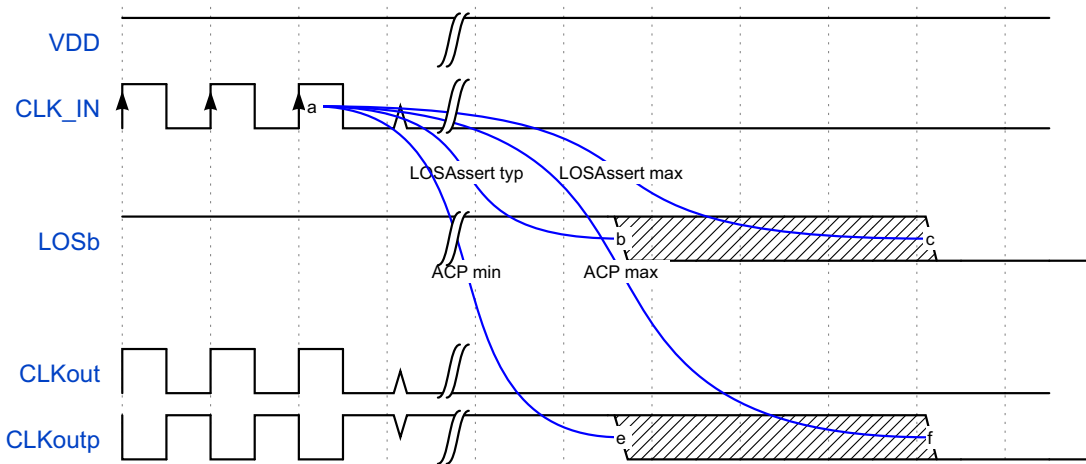 VDD
CLK_IN
a
LOSAssert typ
LOSAssert max
LOSb
b
c
ACP min
ACP max
CLKout
CLKoutp
e
f